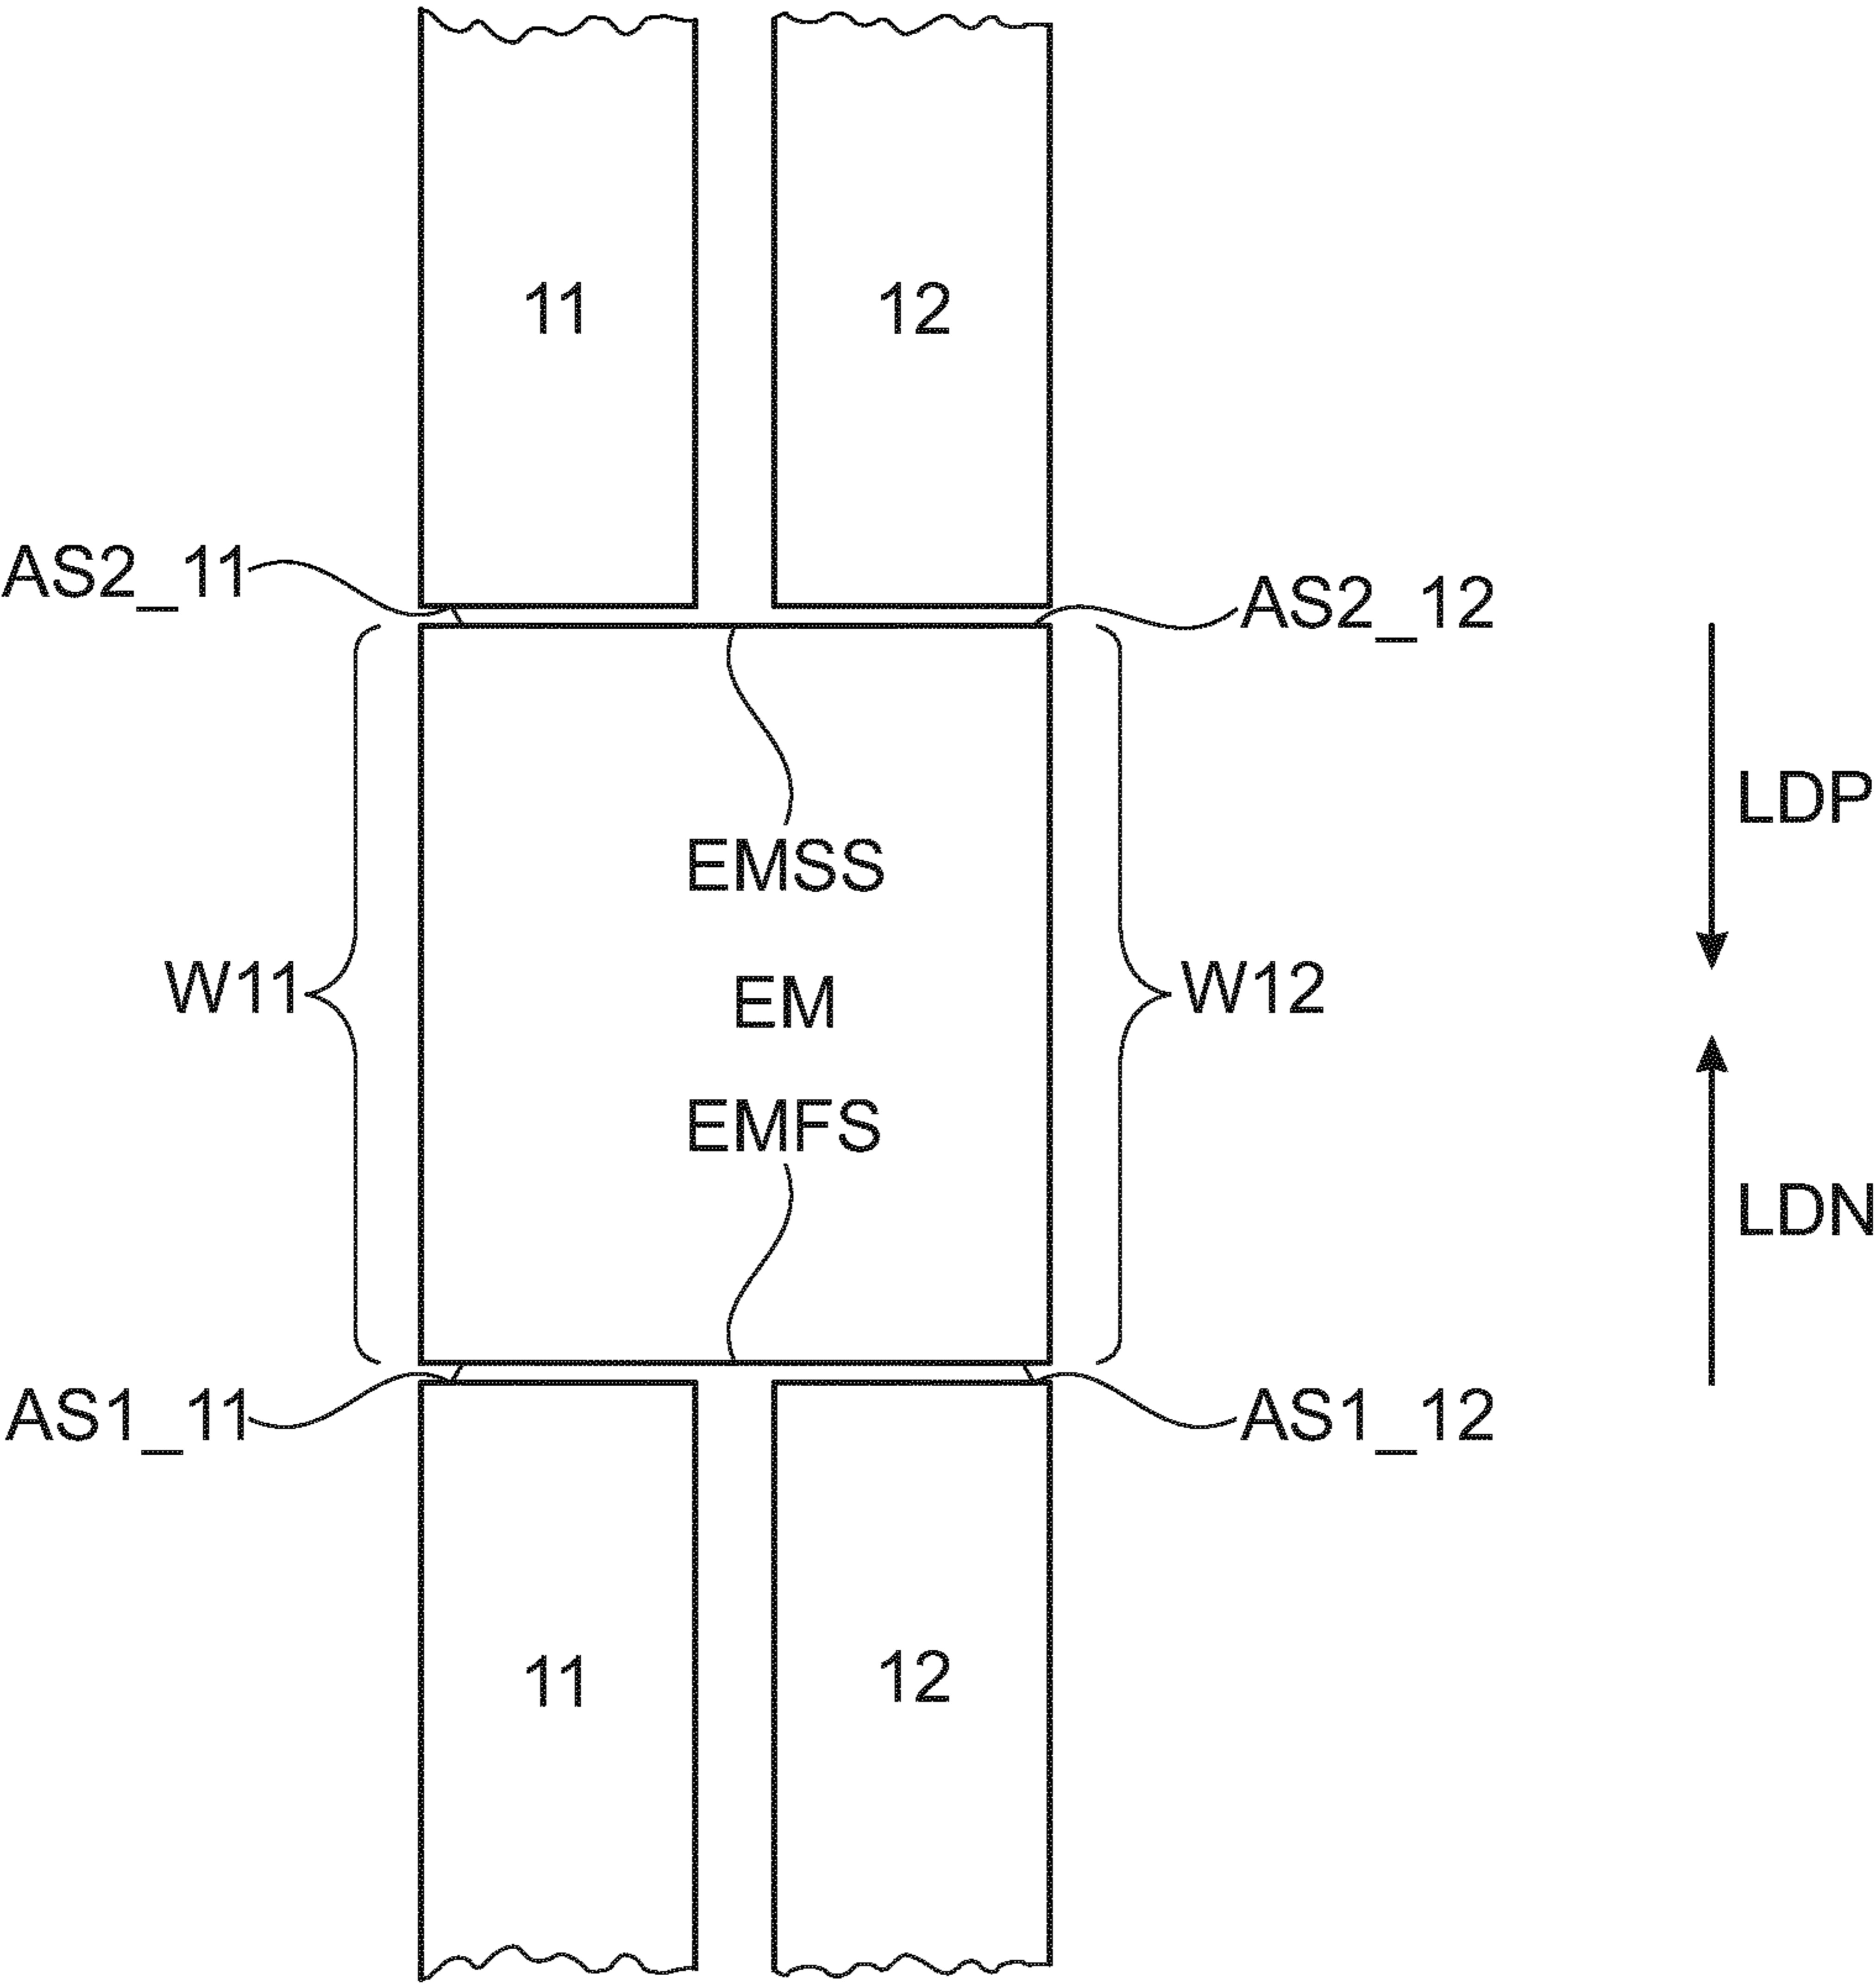 11
12
AS2_11
AS2_12
LDP
EMSS
W11
EM
W12
EMFS
LDN
AS1_11
AS1_12
11
12